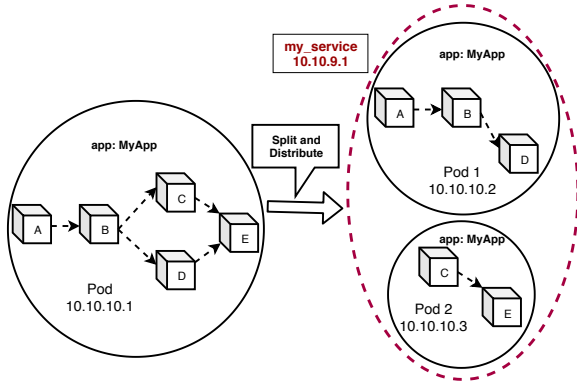 app: MyApp
A
B
C
D
E
Pod
10.10.10.1
Split and
Distribute
my_service
10.10.9.1
app: MyApp
A
B
D
Pod 1
10.10.10.2
app: MyApp
C
E
Pod 2
10.10.10.3